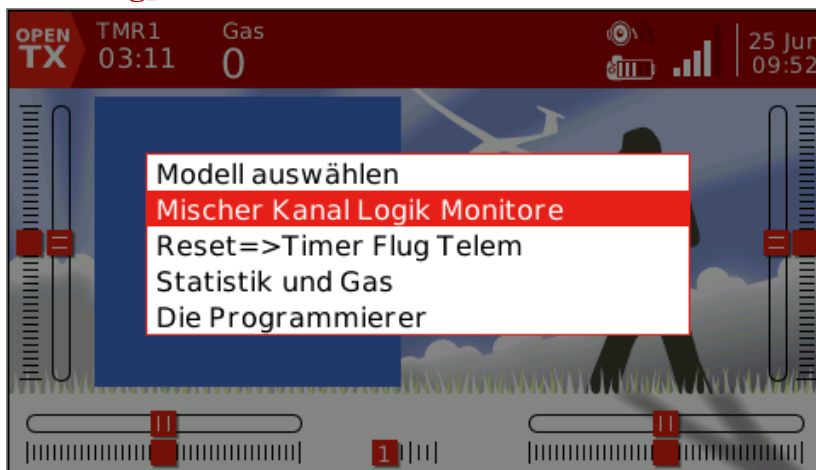 OPEN TX
TMR1
03:11
Gas
0
25 Jun
09:52
Modell auswählen
Mischer Kanal Logik Monitore
Reset=>Timer Flug Telem
Statistik und Gas
Die Programmierer
1